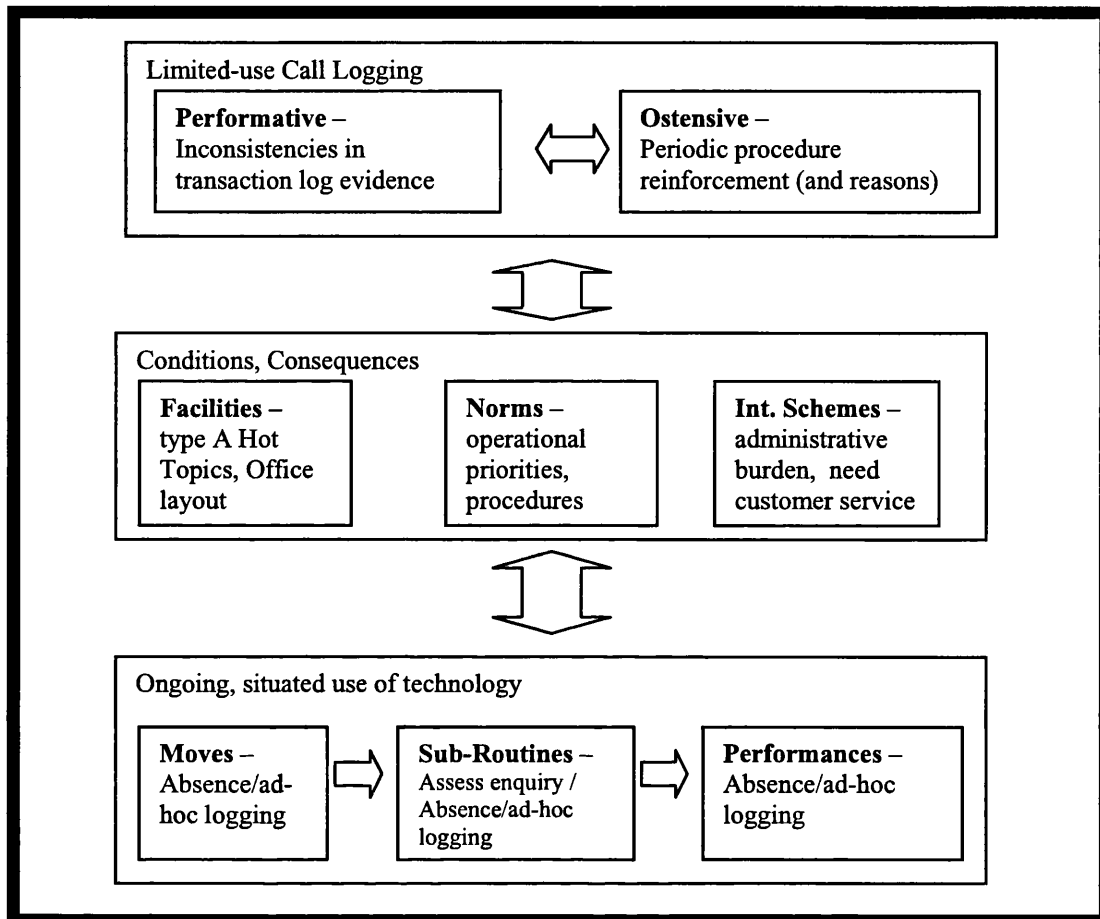 Limited-use Call Logging
Performative –
Inconsistencies in
transaction log evidence
Ostensive –
Periodic procedure
reinforcement (and reasons)
Conditions, Consequences
Facilities –
type A Hot
Topics, Office
layout
Norms –
operational
priorities,
procedures
Int. Schemes –
administrative
burden, need
customer service
Ongoing, situated use of technology
Moves –
Absence/ad-
hoc logging
Sub-Routines –
Assess enquiry /
Absence/ad-hoc
logging
Performances –
Absence/ad-hoc
logging